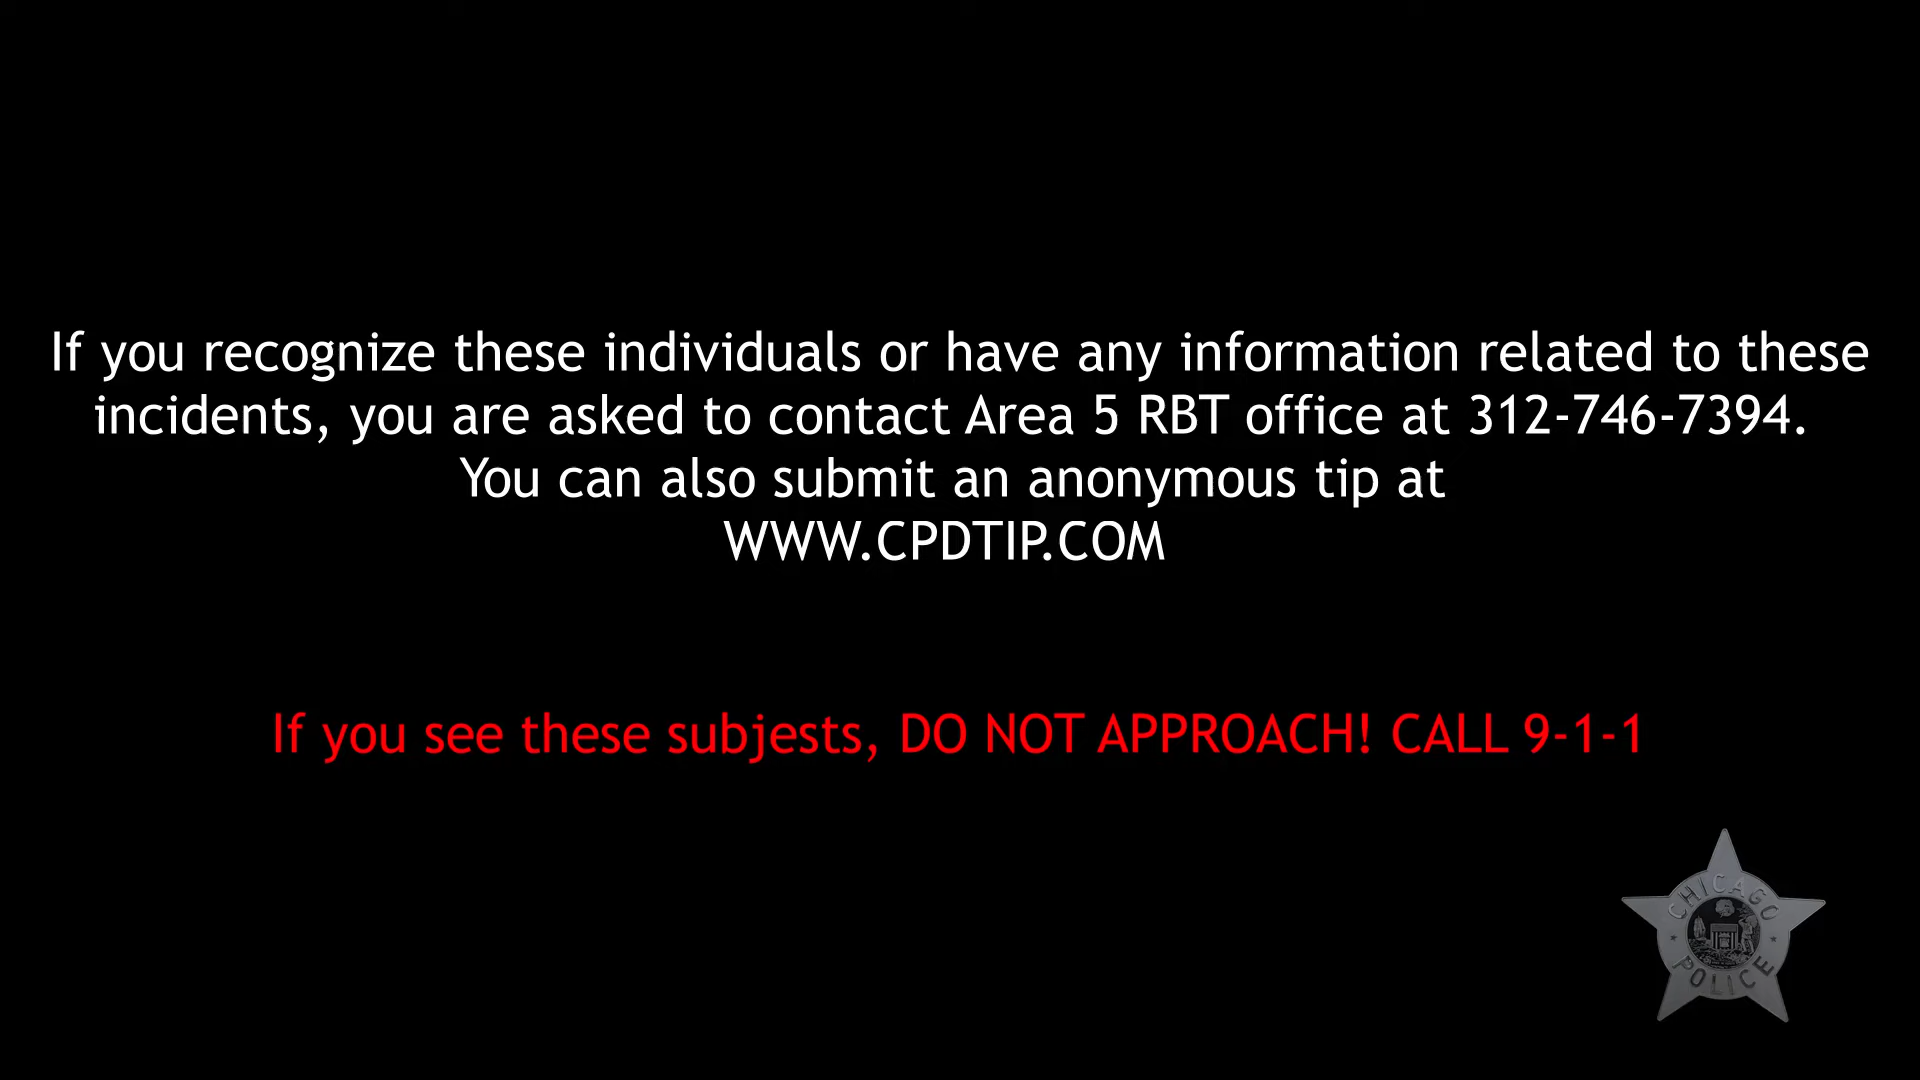 If you recognize these individuals or have any information related to these
incidents, you are asked to contact Area 5 RBT office at 312-746-7394.
You can also submit an anonymous tip at
WWW.CPDTIP.COM
If you see these subjests, DO NOT APPROACH! CALL 9-1-1
CHICAGO
POLICE